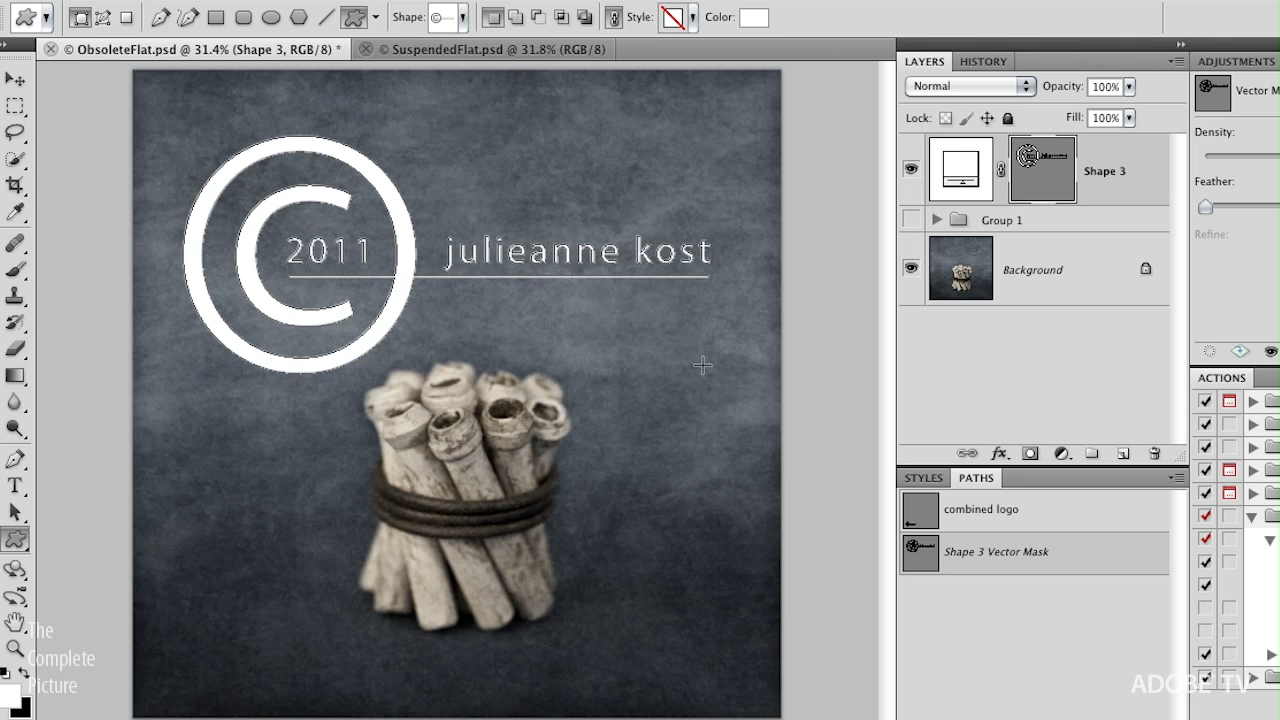 Shape: Style: Color:
© ObsoleteFlat.psd @ 31.4% (Shape 3, RGB/8) *
© SuspendedFlat.psd @ 31.8% (RGB/8)
LAYERS HISTORY
Normal Opacity: 100%
Lock: Fill: 100%
Shape 3
Group 1
Background
STYLES PATHS
combined logo
Shape 3 Vector Mask
ADJUSTMENTS
Vector M
Density:
Feather:
Refine:
ACTIONS
© 2011 julieanne kost
The
Complete
Picture
ADOBE TV